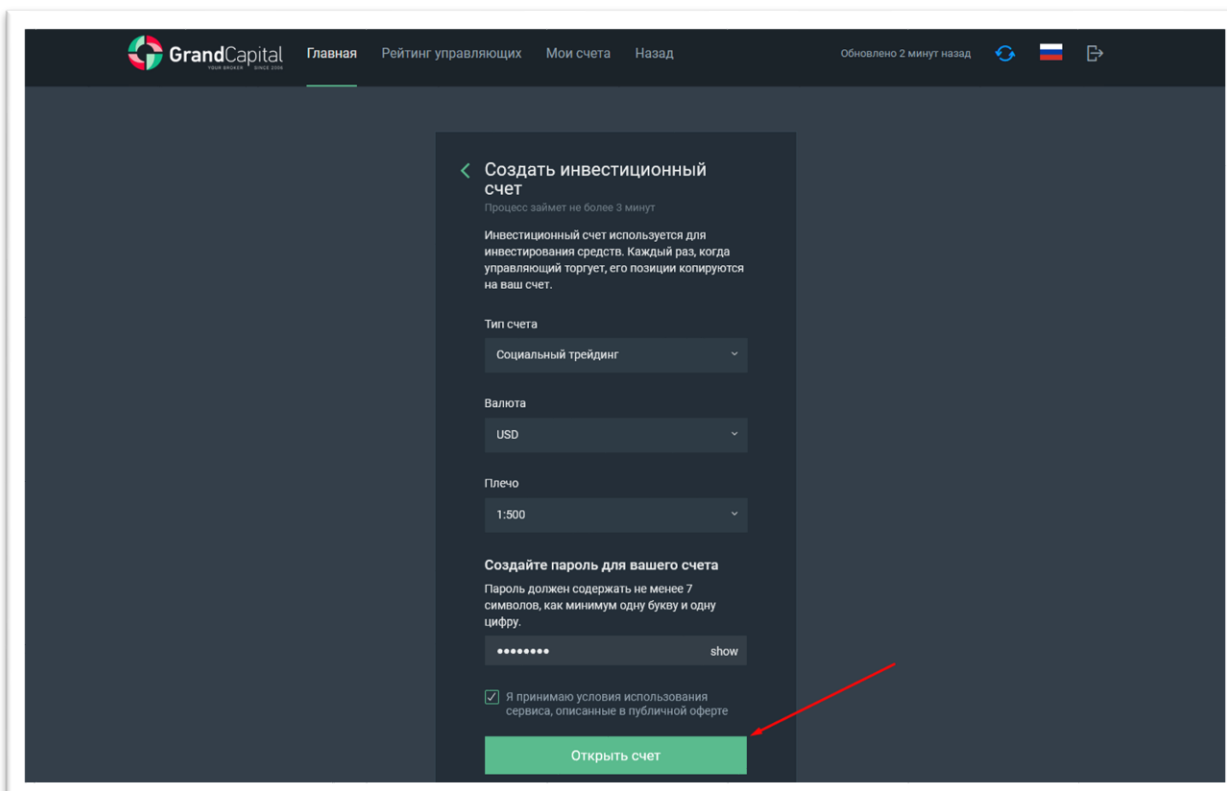 GrandCapital
YOUR BROKER SINCE 2006
Главная Рейтинг управляющих Мои счета Назад
Обновлено 2 минут назад
Создать инвестиционный
счет
Процесс займет не более 3 минут
Инвестиционный счет используется для
инвестирования средств. Каждый раз, когда
управляющий торгует, его позиции копируются
на ваш счет.
Тип счета
Социальный трейдинг
Валюта
USD
Плечо
1:500
Создайте пароль для вашего счета
Пароль должен содержать не менее 7
символов, как минимум одну букву и одну
цифру.
•••••••• show
Я принимаю условия использования
сервиса, описанные в публичной оферте
Открыть счет